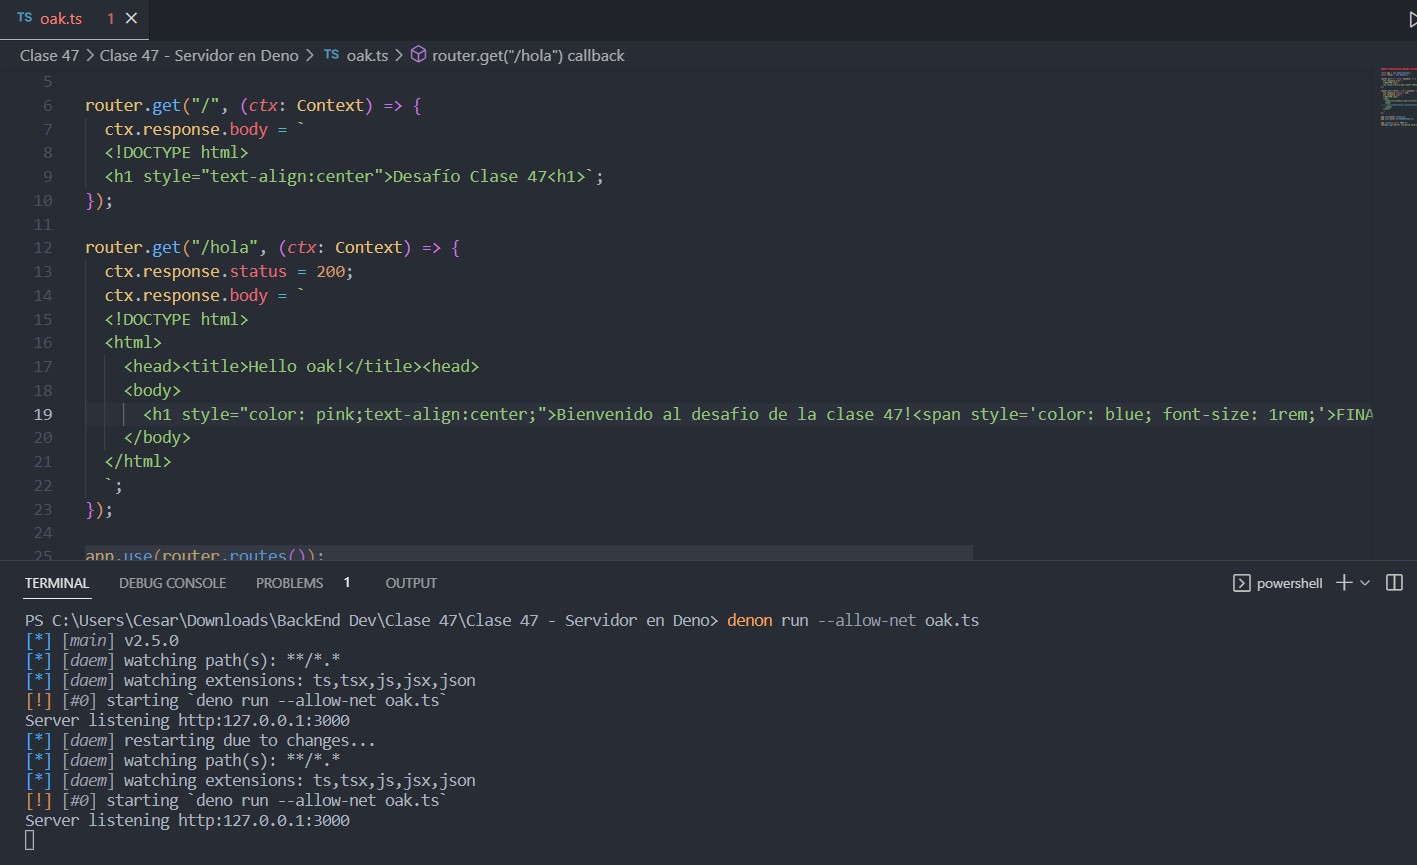 TS oak.ts 1
Clase 47 > Clase 47 - Servidor en Deno > TS oak.ts > router.get("/hola") callback
5
6 router.get("/", (ctx: Context) => {
7 ctx.response.body = `
8 <!DOCTYPE html>
9 <h1 style="text-align:center">Desafío Clase 47<h1>`;
10 });
11
12 router.get("/hola", (ctx: Context) => {
13 ctx.response.status = 200;
14 ctx.response.body = `
15 <!DOCTYPE html>
16 <html>
17 <head><title>Hello oak!</title><head>
18 <body>
19 <h1 style="color: pink;text-align:center;">Bienvenido al desafio de la clase 47!<span style='color: blue; font-size: 1rem;'>FINA
20 </body>
21 </html>
22 `;
23 });
24
25 app.use(router.routes());
TERMINAL DEBUG CONSOLE PROBLEMS 1 OUTPUT powershell
PS C:\Users\Cesar\Downloads\BackEnd Dev\Clase 47\Clase 47 - Servidor en Deno> denon run --allow-net oak.ts
[*] [main] v2.5.0
[*] [daem] watching path(s): **/*.*
[*] [daem] watching extensions: ts,tsx,js,jsx,json
[!] [#0] starting `deno run --allow-net oak.ts`
Server listening http:127.0.0.1:3000
[*] [daem] restarting due to changes...
[*] [daem] watching path(s): **/*.*
[*] [daem] watching extensions: ts,tsx,js,jsx,json
[!] [#0] starting `deno run --allow-net oak.ts`
Server listening http:127.0.0.1:3000